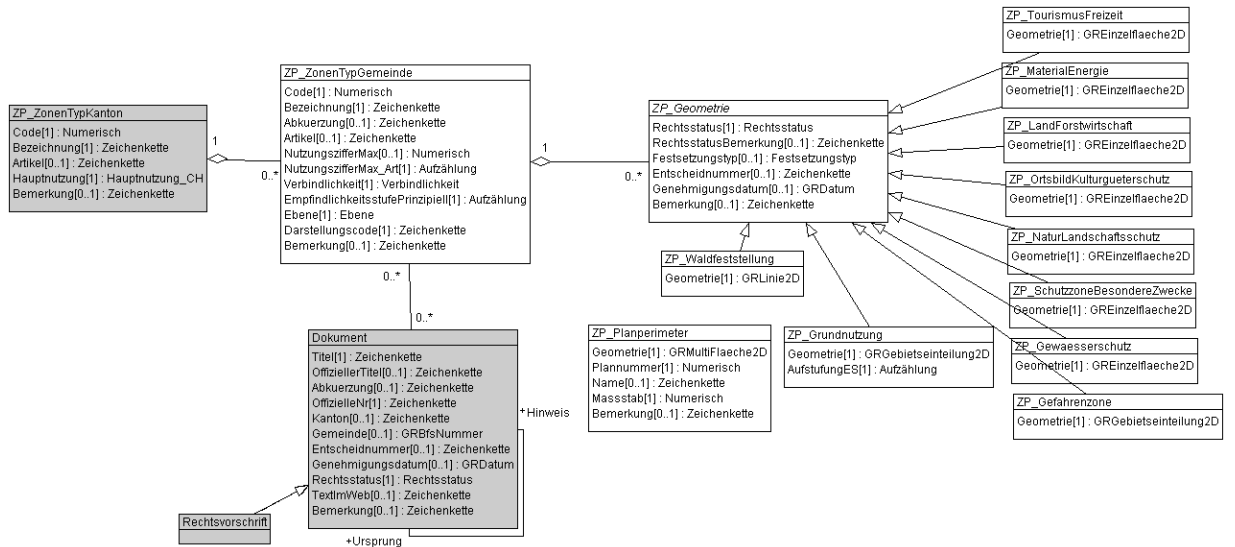 ZP_ZonenTypKanton
Code[1] : Numerisch
Bezeichnung[1] : Zeichenkette
Artikel[0..1] : Zeichenkette
Hauptnutzung[1] : Hauptnutzung_CH
Bemerkung[0..1] : Zeichenkette
1
0..*
ZP_ZonenTypGemeinde
Code[1] : Numerisch
Bezeichnung[1] : Zeichenkette
Abkuerzung[0..1] : Zeichenkette
Artikel[0..1] : Zeichenkette
NutzungszifferMax[0..1] : Numerisch
NutzungszifferMax_Art[1] : Aufzählung
Verbindlichkeit[1] : Verbindlichkeit
EmpfindlichkeitsstufePrinzipiell[1] : Aufzählung
Ebene[1] : Ebene
Darstellungscode[1] : Zeichenkette
Bemerkung[0..1] : Zeichenkette
1
0..*
0..*
0..*
ZP_Geometrie
Rechtsstatus[1] : Rechtsstatus
RechtsstatusBemerkung[0..1] : Zeichenkette
Festsetzungstyp[0..1] : Festsetzungstyp
Entscheidnummer[0..1] : Zeichenkette
Genehmigungsdatum[0..1] : GRDatum
Bemerkung[0..1] : Zeichenkette
ZP_TourismusFreizeit
Geometrie[1] : GREinzelflaeche2D
ZP_MaterialEnergie
Geometrie[1] : GREinzelflaeche2D
ZP_LandForstwirtschaft
Geometrie[1] : GREinzelflaeche2D
ZP_OrtsbildKulturgueterschutz
Geometrie[1] : GREinzelflaeche2D
ZP_NaturLandschaftsschutz
Geometrie[1] : GREinzelflaeche2D
ZP_SchutzzoneBesondereZwecke
Geometrie[1] : GREinzelflaeche2D
ZP_Gewaesserschutz
Geometrie[1] : GREinzelflaeche2D
ZP_Gefahrenzone
Geometrie[1] : GRGebietseinteilung2D
ZP_Waldfeststellung
Geometrie[1] : GRLinie2D
ZP_Planperimeter
Geometrie[1] : GRMultiFlaeche2D
Plannummer[1] : Numerisch
Name[0..1] : Zeichenkette
Massstab[1] : Numerisch
Bemerkung[0..1] : Zeichenkette
ZP_Grundnutzung
Geometrie[1] : GRGebietseinteilung2D
AufstufungES[1] : Aufzählung
Dokument
Titel[1] : Zeichenkette
OffiziellerTitel[0..1] : Zeichenkette
Abkuerzung[0..1] : Zeichenkette
OffizielleNr[1] : Zeichenkette
Kanton[0..1] : Zeichenkette
Gemeinde[0..1] : GRBfsNummer
Entscheidnummer[0..1] : Zeichenkette
Genehmigungsdatum[0..1] : GRDatum
Rechtsstatus[1] : Rechtsstatus
TextImWeb[0..1] : Zeichenkette
Bemerkung[0..1] : Zeichenkette
+Hinweis
+Ursprung
Rechtsvorschrift